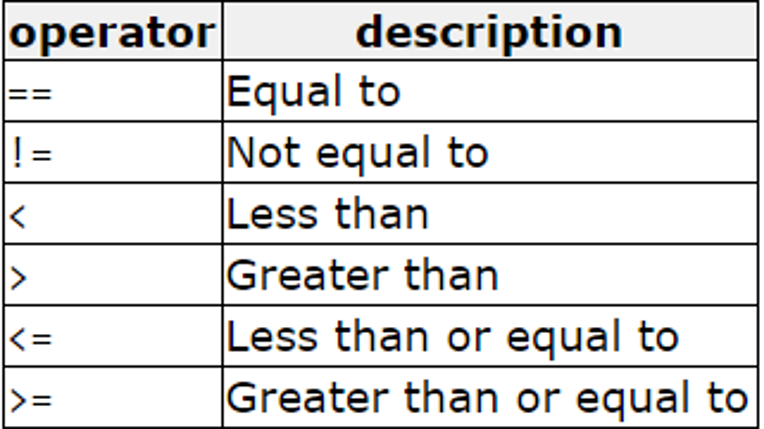 operator description
== Equal to
!= Not equal to
< Less than
> Greater than
<= Less than or equal to
>= Greater than or equal to